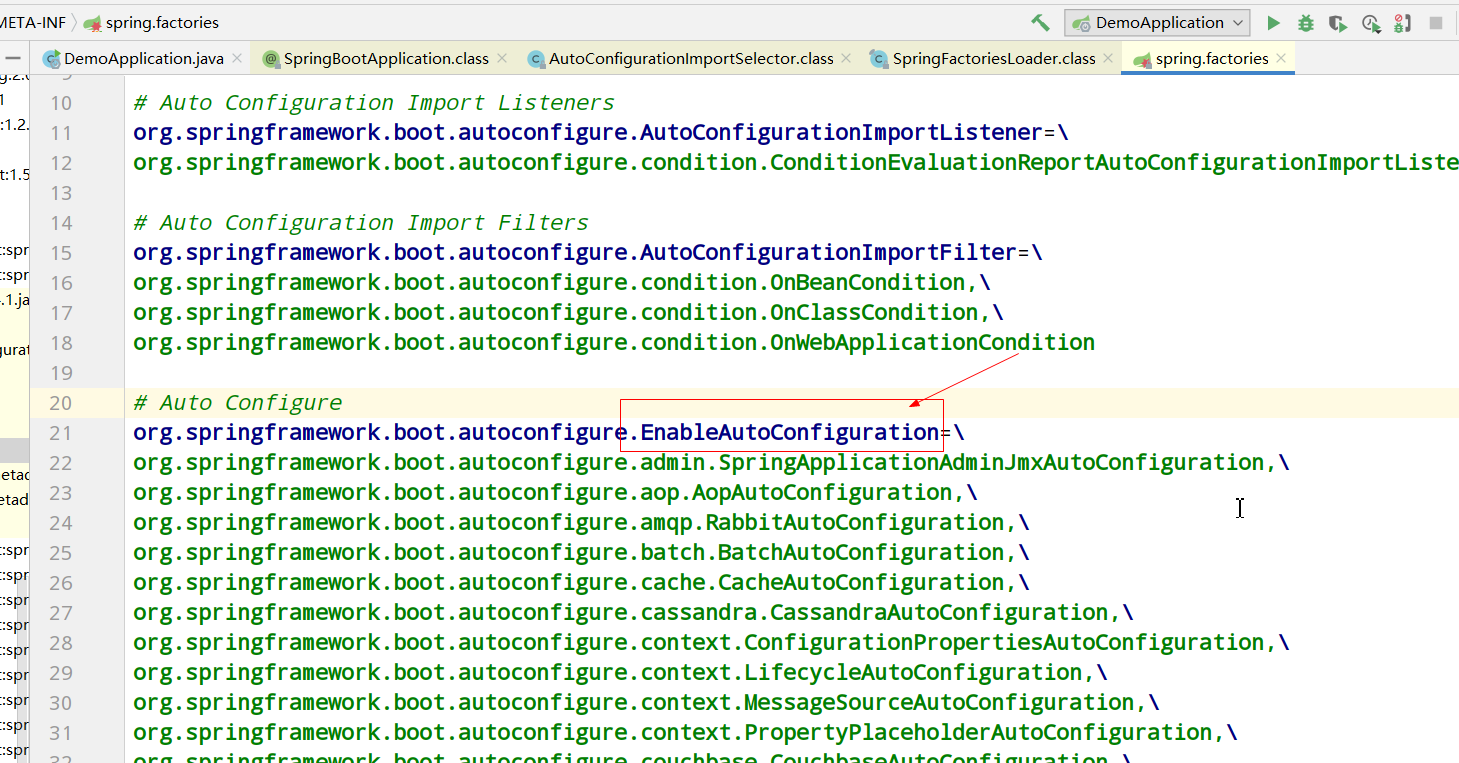 META-INF spring.factories DemoApplication
DemoApplication.java SpringBootApplication.class AutoConfigurationImportSelector.class SpringFactoriesLoader.class spring.factories
10 # Auto Configuration Import Listeners
11 org.springframework.boot.autoconfigure.AutoConfigurationImportListener=\
12 org.springframework.boot.autoconfigure.condition.ConditionEvaluationReportAutoConfigurationImportListe
13
14 # Auto Configuration Import Filters
15 org.springframework.boot.autoconfigure.AutoConfigurationImportFilter=\
16 org.springframework.boot.autoconfigure.condition.OnBeanCondition,\
17 org.springframework.boot.autoconfigure.condition.OnClassCondition,\
18 org.springframework.boot.autoconfigure.condition.OnWebApplicationCondition
19
20 # Auto Configure
21 org.springframework.boot.autoconfigure.EnableAutoConfiguration=\
22 org.springframework.boot.autoconfigure.admin.SpringApplicationAdminJmxAutoConfiguration,\
23 org.springframework.boot.autoconfigure.aop.AopAutoConfiguration,\
24 org.springframework.boot.autoconfigure.amqp.RabbitAutoConfiguration,\
25 org.springframework.boot.autoconfigure.batch.BatchAutoConfiguration,\
26 org.springframework.boot.autoconfigure.cache.CacheAutoConfiguration,\
27 org.springframework.boot.autoconfigure.cassandra.CassandraAutoConfiguration,\
28 org.springframework.boot.autoconfigure.context.ConfigurationPropertiesAutoConfiguration,\
29 org.springframework.boot.autoconfigure.context.LifecycleAutoConfiguration,\
30 org.springframework.boot.autoconfigure.context.MessageSourceAutoConfiguration,\
31 org.springframework.boot.autoconfigure.context.PropertyPlaceholderAutoConfiguration,\
32 org.springframework.boot.autoconfigure.couchbase.CouchbaseAutoConfiguration,\